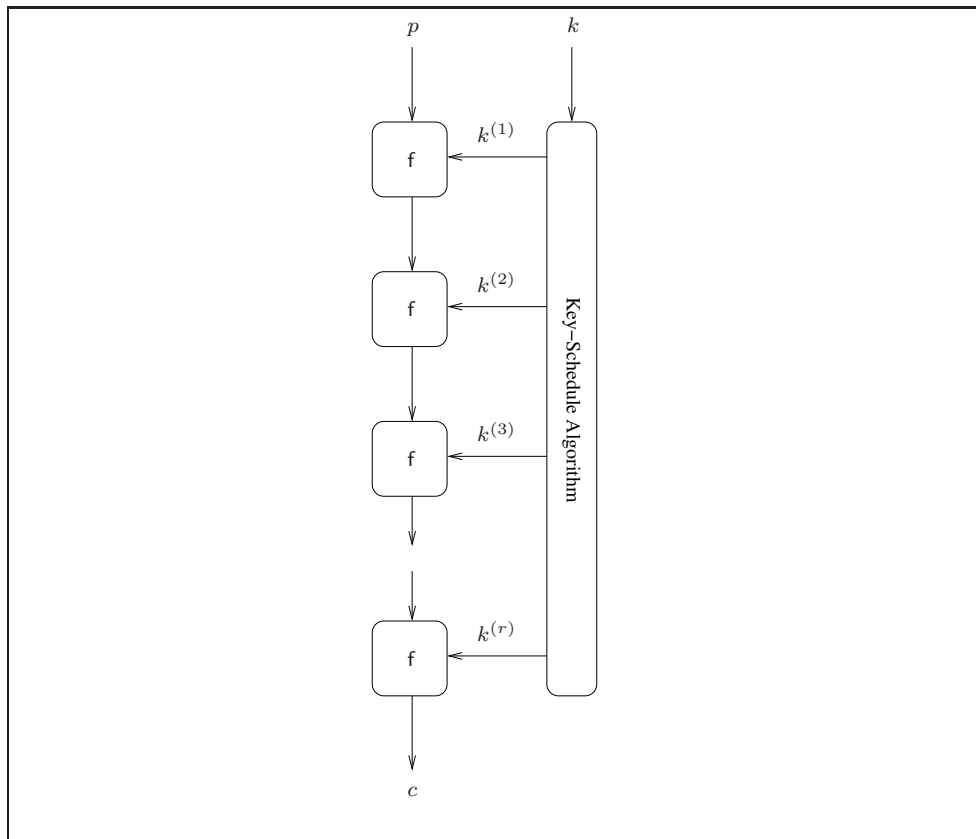 p
k
k^{(1)}
f
k^{(2)}
f
Key–Schedule Algorithm
k^{(3)}
f
k^{(r)}
f
c